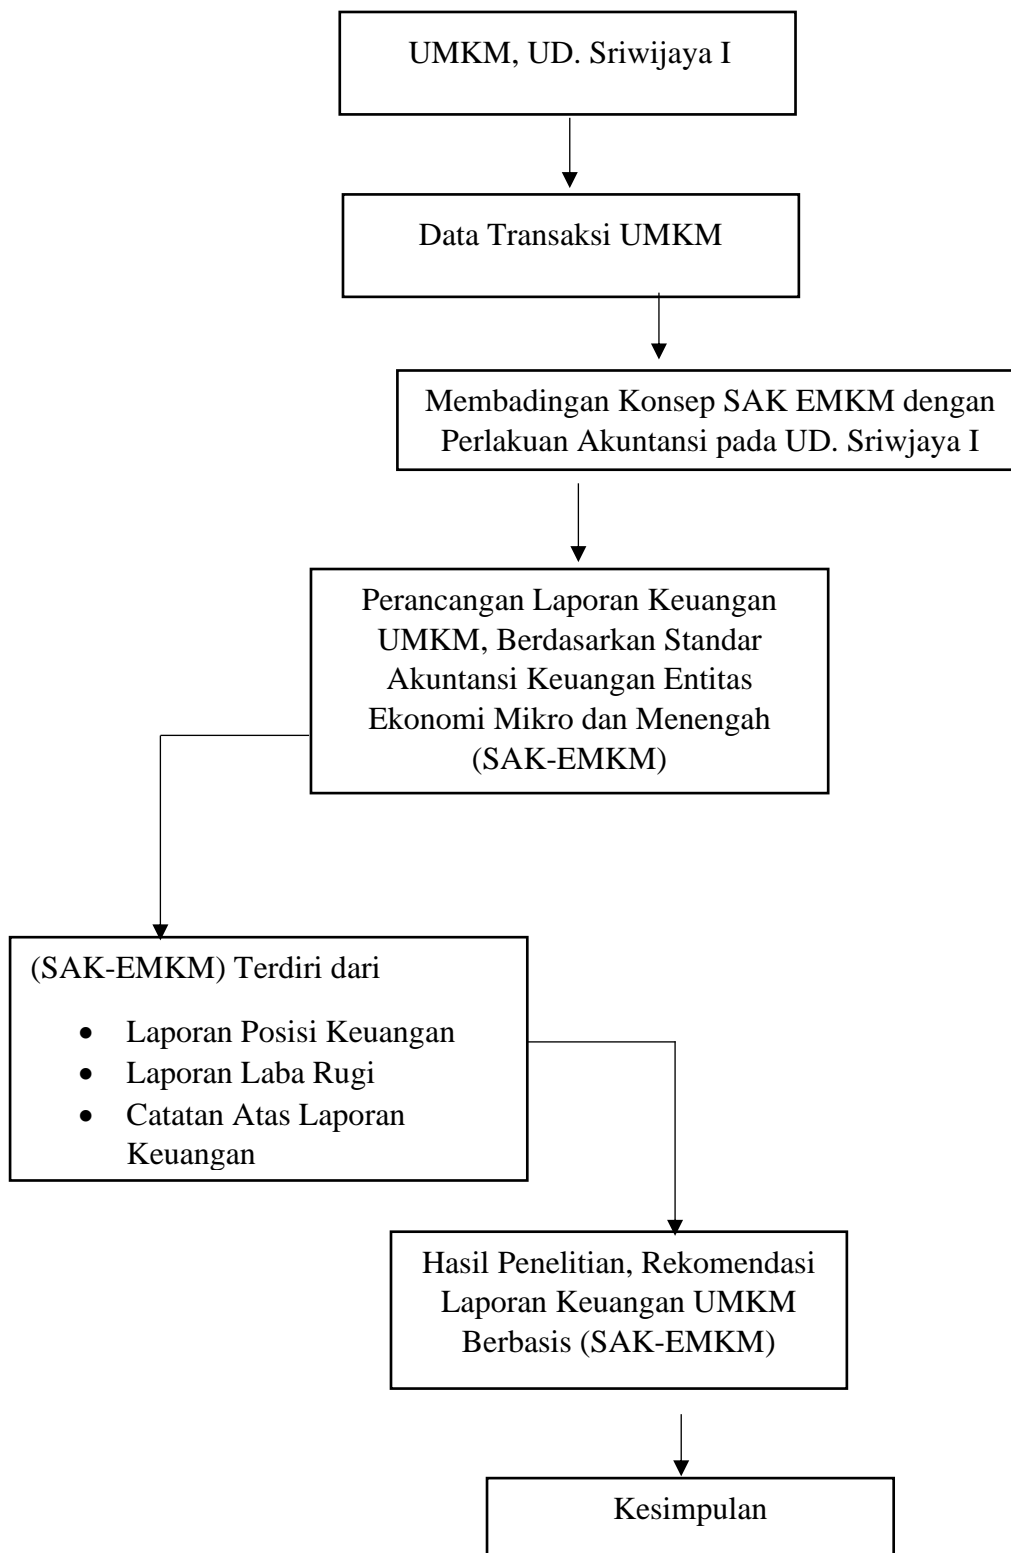 UMKM, UD. Sriwijaya I
Data Transaksi UMKM
Membadingan Konsep SAK EMKM dengan
Perlakuan Akuntansi pada UD. Sriwjaya I
Perancangan Laporan Keuangan
UMKM, Berdasarkan Standar
Akuntansi Keuangan Entitas
Ekonomi Mikro dan Menengah
(SAK-EMKM)
(SAK-EMKM) Terdiri dari
• Laporan Posisi Keuangan
• Laporan Laba Rugi
• Catatan Atas Laporan
Keuangan
Hasil Penelitian, Rekomendasi
Laporan Keuangan UMKM
Berbasis (SAK-EMKM)
Kesimpulan